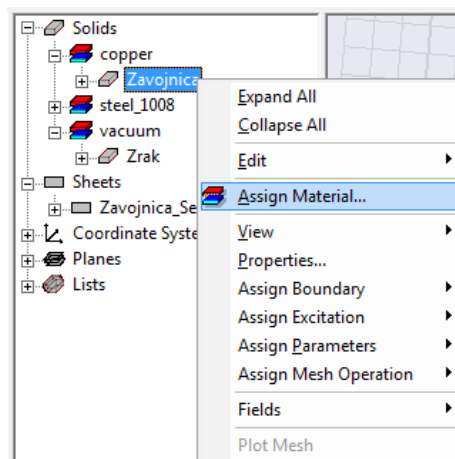 Solids
copper
Zavojnica
steel_1008
vacuum
Zrak
Sheets
Zavojnica_Se
Coordinate Syste
Planes
Lists
Expand All
Collapse All
Edit
Assign Material...
View
Properties...
Assign Boundary
Assign Excitation
Assign Parameters
Assign Mesh Operation
Fields
Plot Mesh